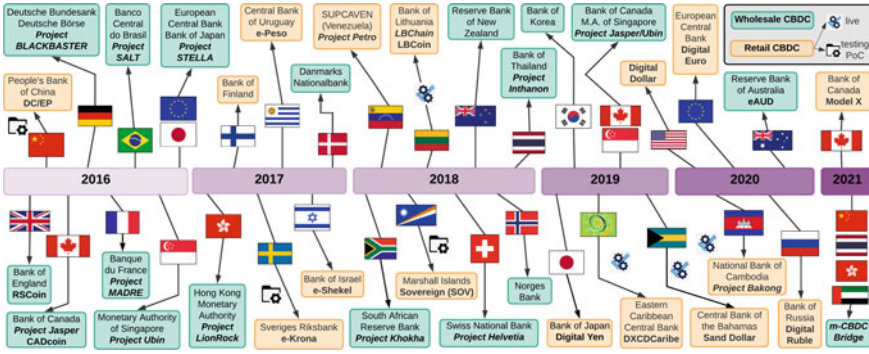 Deutsche Bundesbank
Deutsche Börse
Project
BLACKBASTER
Banco
Central
do Brasil
Project
SALT
European
Central Bank
Bank of Japan
Project
STELLA
Central Bank
of Uruguay
e-Peso
SUPCAVEN
(Venezuela)
Project Petro
Bank of
Lithuania
LBChain
LBCoin
Reserve Bank
of New
Zealand
Bank of
Korea
Bank of Canada
M.A. of Singapore
Project Jasper/Ubin
European
Central
Bank
Digital
Euro
Wholesale CBDC
live
Retail CBDC
testing
PoC
People's Bank
of China
DC/EP
Bank of
Finland
Danmarks
Nationalbank
Bank of
Thailand
Project
Inthanon
Digital
Dollar
Reserve Bank
of Australia
eAUD
Bank of
Canada
Model X
2016
2017
2018
2019
2020
2021
Bank of
England
RSCoin
Bank of Canada
Project Jasper
CADcoin
Banque
du France
Project
MADRE
Monetary Authority
of Singapore
Project Ubin
Hong Kong
Monetary
Authority
Project
LionRock
Sveriges Riksbank
e-Krona
Bank of Israel
e-Shekel
South African
Reserve Bank
Project Khokha
Marshall Islands
Sovereign (SOV)
Swiss National Bank
Project Helvetia
Norges
Bank
Bank of Japan
Digital Yen
Eastern
Caribbean
Central Bank
DXCDCaribe
Central Bank
of the Bahamas
Sand Dollar
National Bank of
Cambodia
Project Bakong
Bank of
Russia
Digital
Ruble
m-CBDC
Bridge